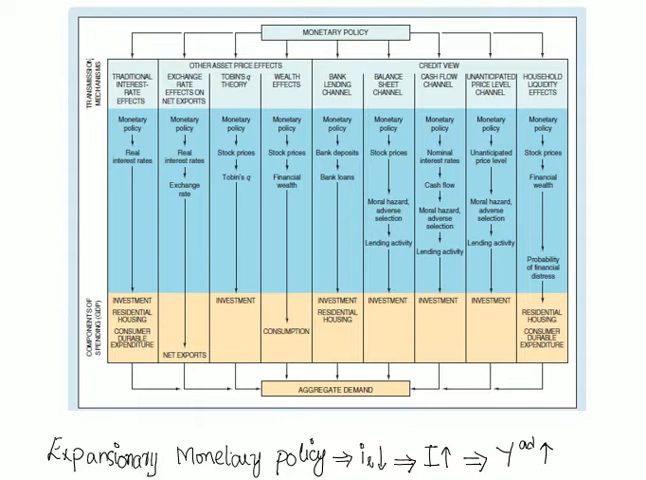 MONETARY POLICY
TRANSMISSION MECHANISMS
OTHER ASSET PRICE EFFECTS
CREDIT VIEW
TRADITIONAL INTEREST-RATE EFFECTS
EXCHANGE RATE EFFECTS ON NET EXPORTS
TOBIN'S q THEORY
WEALTH EFFECTS
BANK LENDING CHANNEL
BALANCE SHEET CHANNEL
CASH FLOW CHANNEL
UNANTICIPATED PRICE LEVEL CHANNEL
HOUSEHOLD LIQUIDITY EFFECTS
Monetary policy
Real interest rates
Monetary policy
Real interest rates
Exchange rate
Monetary policy
Stock prices
Tobin's q
Monetary policy
Stock prices
Financial wealth
Monetary policy
Bank deposits
Bank loans
Monetary policy
Stock prices
Moral hazard, adverse selection
Lending activity
Monetary policy
Nominal interest rates
Cash flow
Moral hazard, adverse selection
Lending activity
Monetary policy
Unanticipated price level
Moral hazard, adverse selection
Lending activity
Monetary policy
Stock prices
Financial wealth
Probability of financial distress
COMPONENTS OF SPENDING (GDP)
INVESTMENT
RESIDENTIAL HOUSING
CONSUMER DURABLE EXPENDITURE
NET EXPORTS
INVESTMENT
CONSUMPTION
INVESTMENT
RESIDENTIAL HOUSING
INVESTMENT
INVESTMENT
INVESTMENT
RESIDENTIAL HOUSING
CONSUMER DURABLE EXPENDITURE
AGGREGATE DEMAND
Expansionary Monetary policy ⇒ i_r↓ ⇒ I↑ ⇒ Y^ad ↑